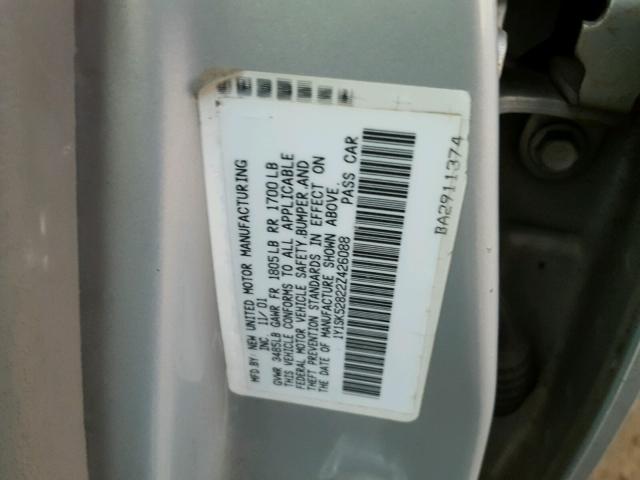 MFD.BY: NEW UNITED MOTOR MANUFACTURING
INC. 11/01
GVWR 3485LB GAWR FR 1805LB RR 1700LB
THIS VEHICLE CONFORMS TO ALL APPLICABLE
FEDERAL MOTOR VEHICLE SAFETY,BUMPER,AND
THEFT PREVENTION STANDARDS IN EFFECT ON
THE DATE OF MANUFACTURE SHOWN ABOVE.
1Y1SK52822Z426088 PASS CAR
BA2911374